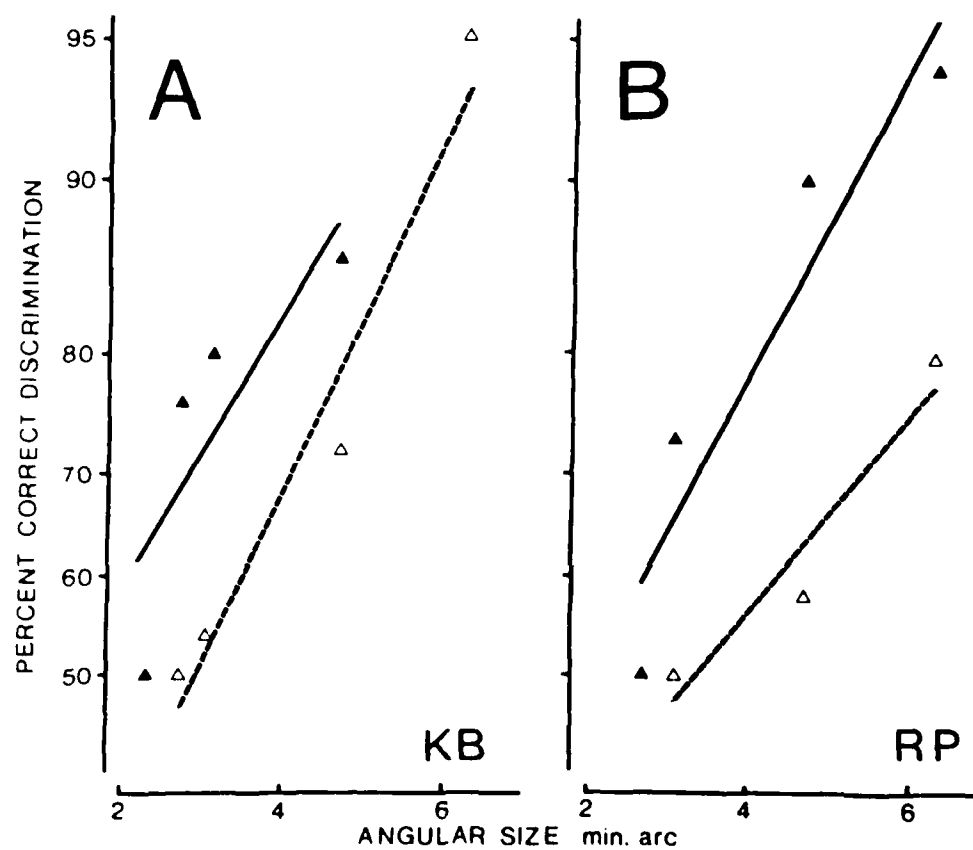 A
B
PERCENT CORRECT DISCRIMINATION
95
90
80
70
60
50
KB
RP
2
4
6
2
4
6
ANGULAR SIZE min. arc